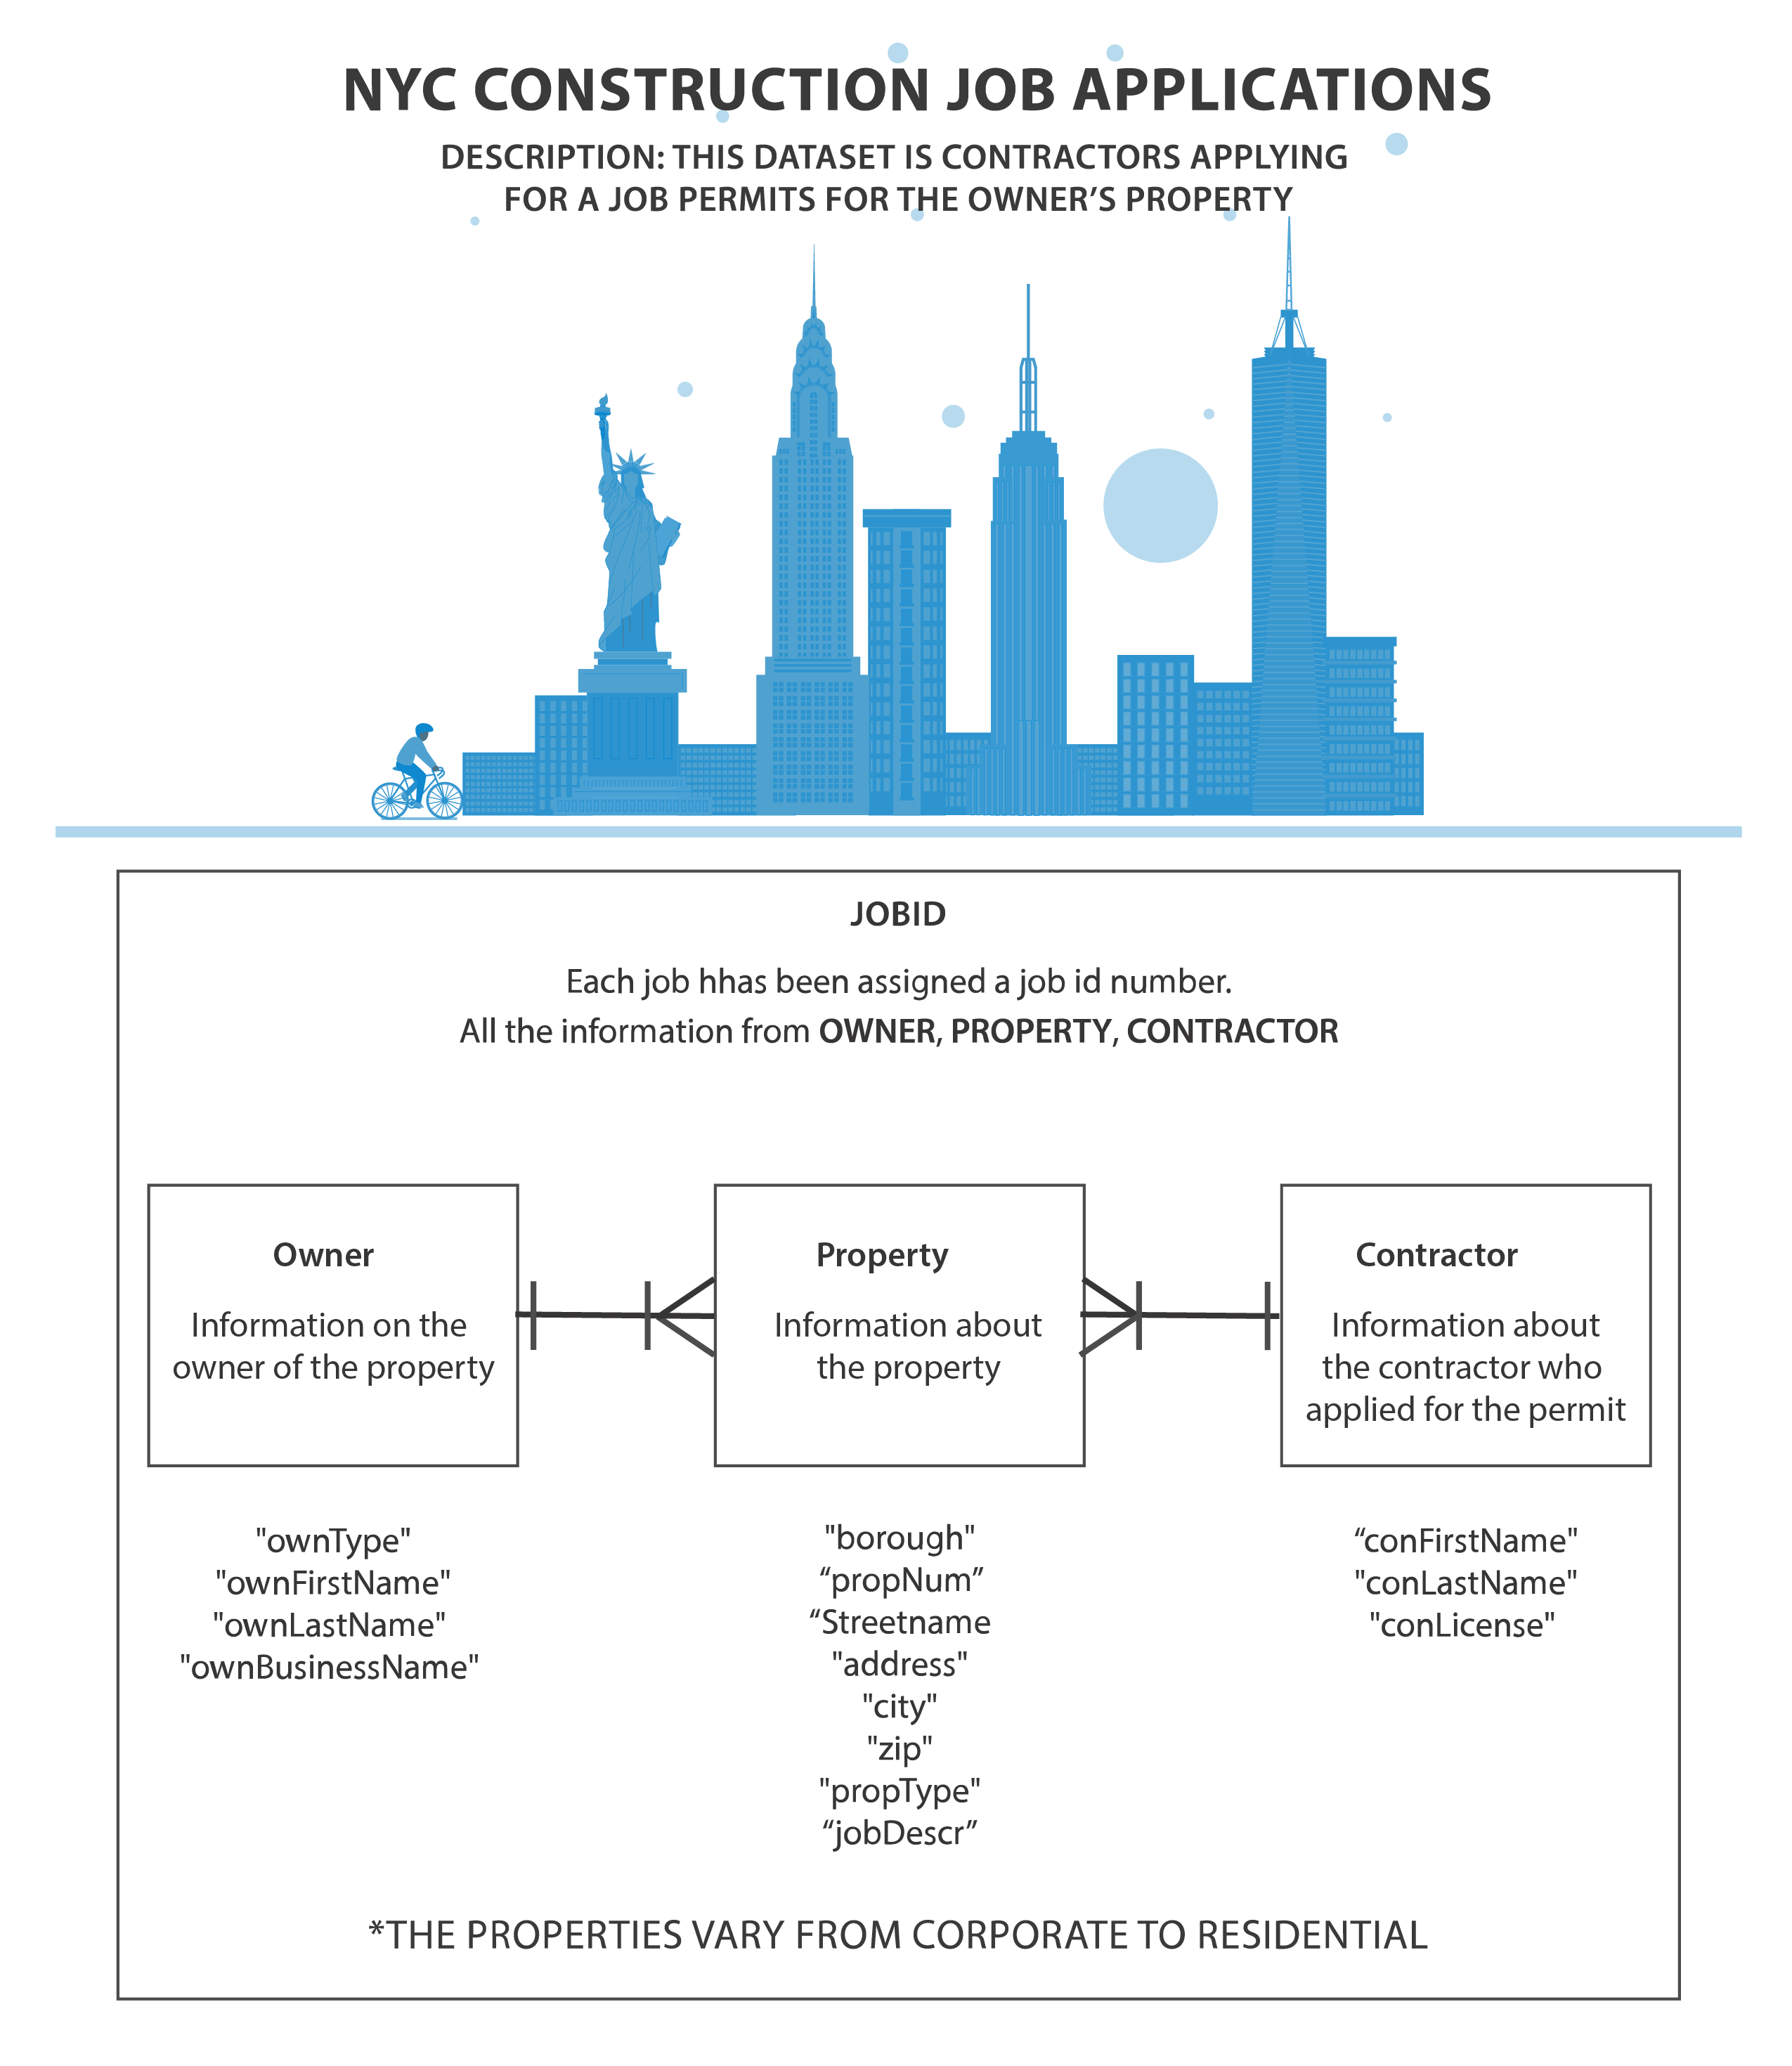 NYC CONSTRUCTION JOB APPLICATIONS
DESCRIPTION: THIS DATASET IS CONTRACTORS APPLYING
FOR A JOB PERMITS FOR THE OWNER’S PROPERTY
JOBID
Each job hhas been assigned a job id number.
All the information from OWNER, PROPERTY, CONTRACTOR
Owner
Information on the
owner of the property
Property
Information about
the property
Contractor
Information about
the contractor who
applied for the permit
"ownType"
"ownFirstName"
"ownLastName"
"ownBusinessName"
"borough"
“propNum”
“Streetname
"address"
"city"
"zip"
"propType"
“jobDescr”
“conFirstName"
"conLastName"
"conLicense"
*THE PROPERTIES VARY FROM CORPORATE TO RESIDENTIAL